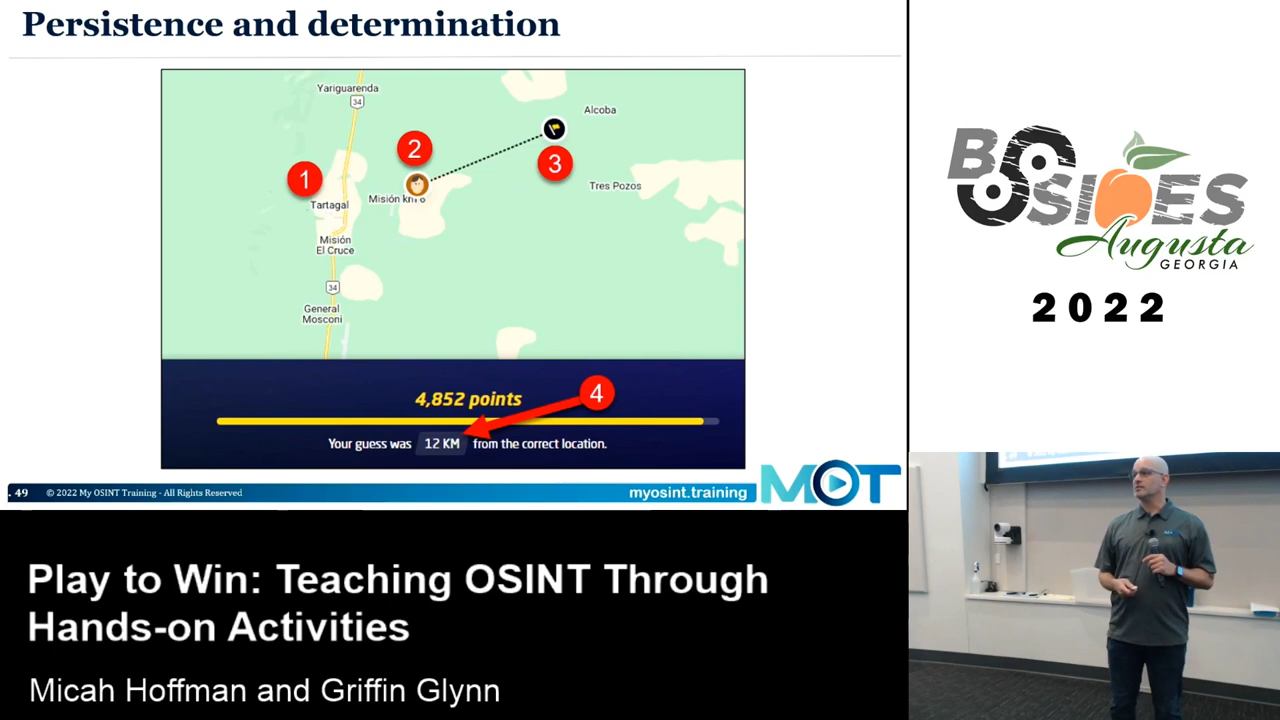 Persistence and determination
Yariguarenda
34
Alcoba
2
3
1
Tres Pozos
Tartagal
Misión
Misión
El Cruce
34
General
Mosconi
4,852 points
4
Your guess was 12 KM from the correct location.
. 49 © 2022 My OSINT Training - All Rights Reserved
myosint.training
MOT
BSIDES
Augusta
GEORGIA
2022
Play to Win: Teaching OSINT Through
Hands-on Activities
Micah Hoffman and Griffin Glynn